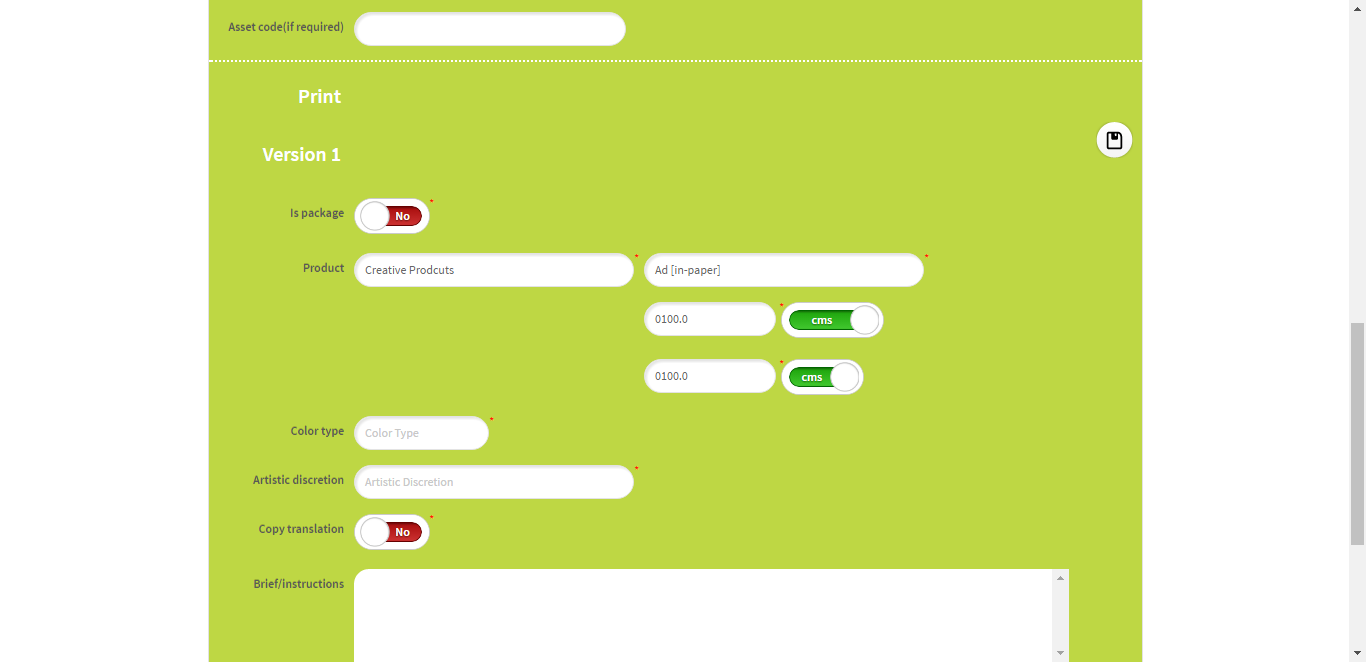 Asset code(if required)
Print
Version 1
Is package No *
Product Creative Prodcuts * Ad [in-paper] *
0100.0 * cms
0100.0 * cms
Color type Color Type *
Artistic discretion Artistic Discretion *
Copy translation No *
Brief/instructions